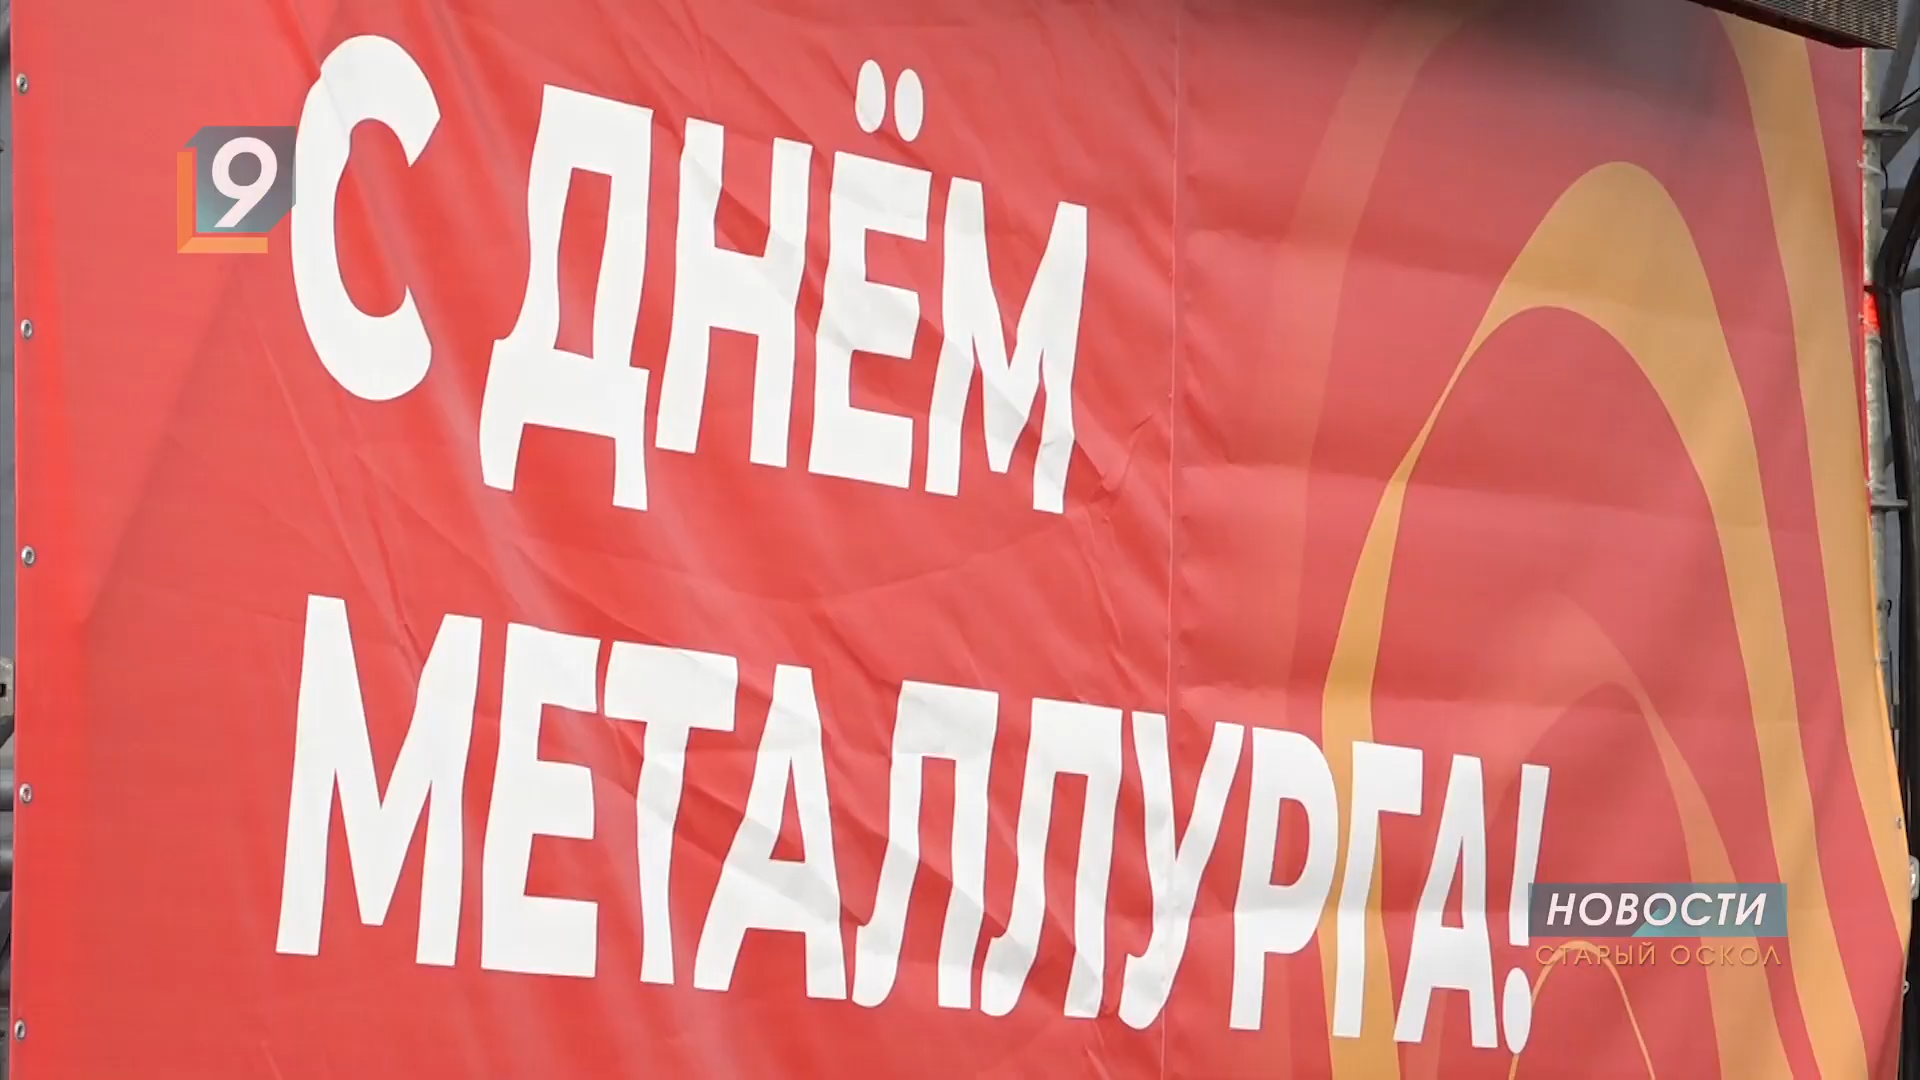 9
С ДНЁМ
МЕТАЛЛУРГА!
НОВОСТИ
СТАРЫЙ ОСКОЛ